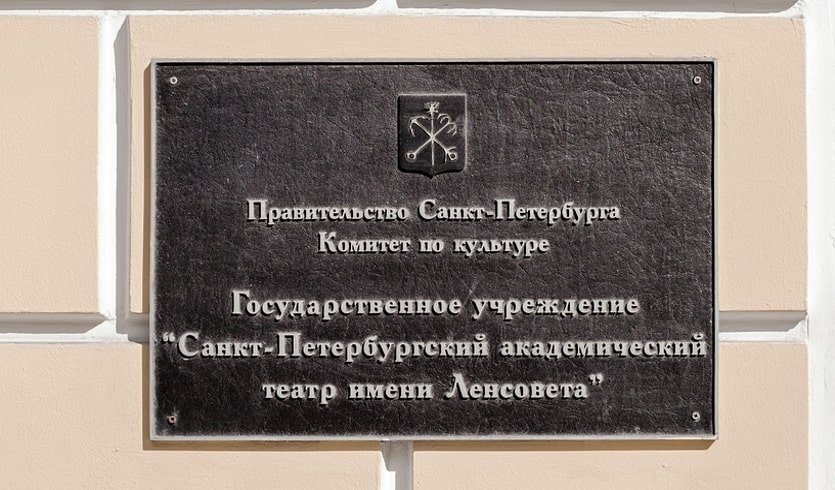 Правительство Санкт-Петербурга
Комитет по культуре
Государственное учреждение
“Санкт-Петербургский академический
театр имени Ленсовета”